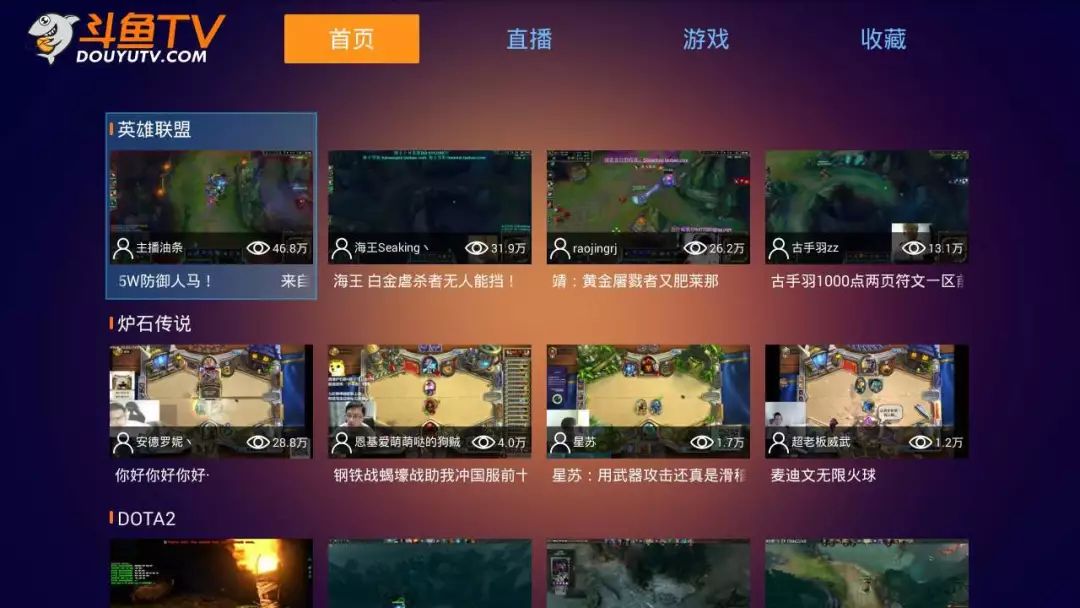 斗鱼TV
DOUYUTV.COM
首页
直播
游戏
收藏
英雄联盟
主播油条 46.8万
海王Seaking丶 31.9万
raojingrj 26.2万
古手羽zz 13.1万
5W防御人马！ 来自
海王 白金虐杀者无人能挡！
靖：黄金屠戮者又肥莱那
古手羽1000点两页符文一区前
炉石传说
安德罗妮丶 28.8万
恩基爱萌萌哒的狗贼 4.0万
星苏 1.7万
超老板威武 1.2万
你好你好你好·
钢铁战蝎壕战助我冲国服前十
星苏：用武器攻击还真是滑稽
麦迪文无限火球
DOTA2